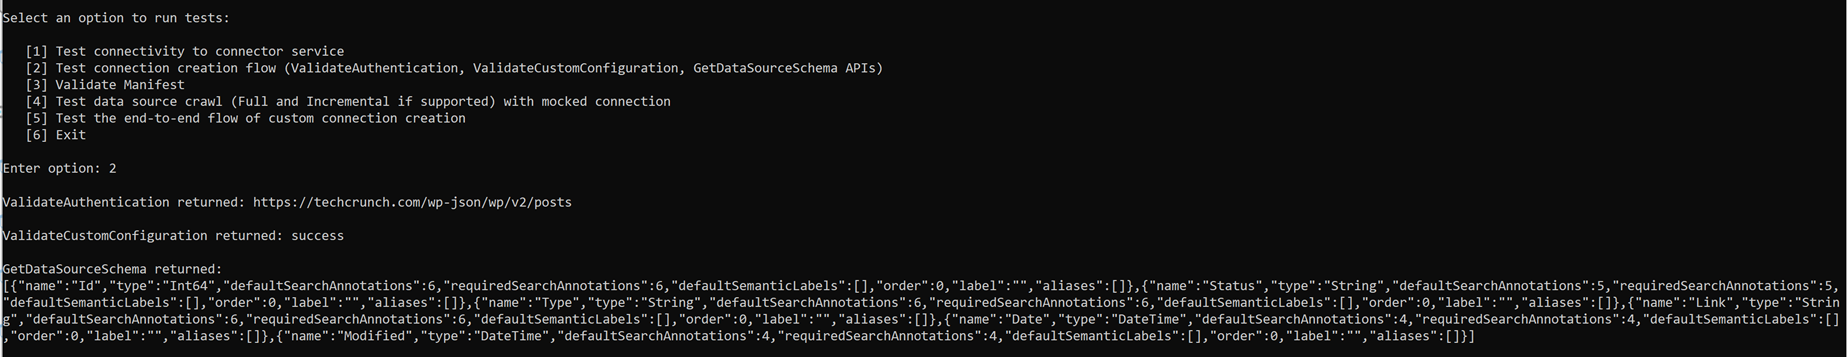 Select an option to run tests:
[1] Test connectivity to connector service
[2] Test connection creation flow (ValidateAuthentication, ValidateCustomConfiguration, GetDataSourceSchema APIs)
[3] Validate Manifest
[4] Test data source crawl (Full and Incremental if supported) with mocked connection
[5] Test the end-to-end flow of custom connection creation
[6] Exit
Enter option: 2
ValidateAuthentication returned: https://techcrunch.com/wp-json/wp/v2/posts
ValidateCustomConfiguration returned: success
GetDataSourceSchema returned:
[{"name":"Id","type":"Int64","defaultSearchAnnotations":6,"requiredSearchAnnotations":6,"defaultSemanticLabels":[],"order":0,"label":"","aliases":[]},{"name":"Status","type":"String","defaultSearchAnnotations":5,"requiredSearchAnnotations":5,
"defaultSemanticLabels":[],"order":0,"label":"","aliases":[]},{"name":"Type","type":"String","defaultSearchAnnotations":6,"requiredSearchAnnotations":6,"defaultSemanticLabels":[],"order":0,"label":"","aliases":[]},{"name":"Link","type":"Strin
g","defaultSearchAnnotations":6,"requiredSearchAnnotations":6,"defaultSemanticLabels":[],"order":0,"label":"","aliases":[]},{"name":"Date","type":"DateTime","defaultSearchAnnotations":4,"requiredSearchAnnotations":4,"defaultSemanticLabels":[]
,"order":0,"label":"","aliases":[]},{"name":"Modified","type":"DateTime","defaultSearchAnnotations":4,"requiredSearchAnnotations":4,"defaultSemanticLabels":[],"order":0,"label":"","aliases":[]}]